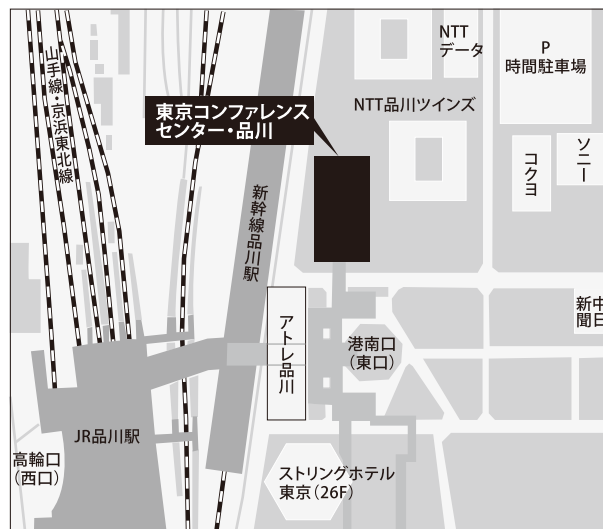 NTT
データ
P
時間駐車場
山手線・京浜東北線
NTT品川ツインズ
東京コンファレンス
センター・品川
ソニー
コクヨ
新幹線品川駅
アトレ品川
新中
聞日
港南口
(東口)
JR品川駅
高輪口
(西口)
ストリングホテル
東京(26F)